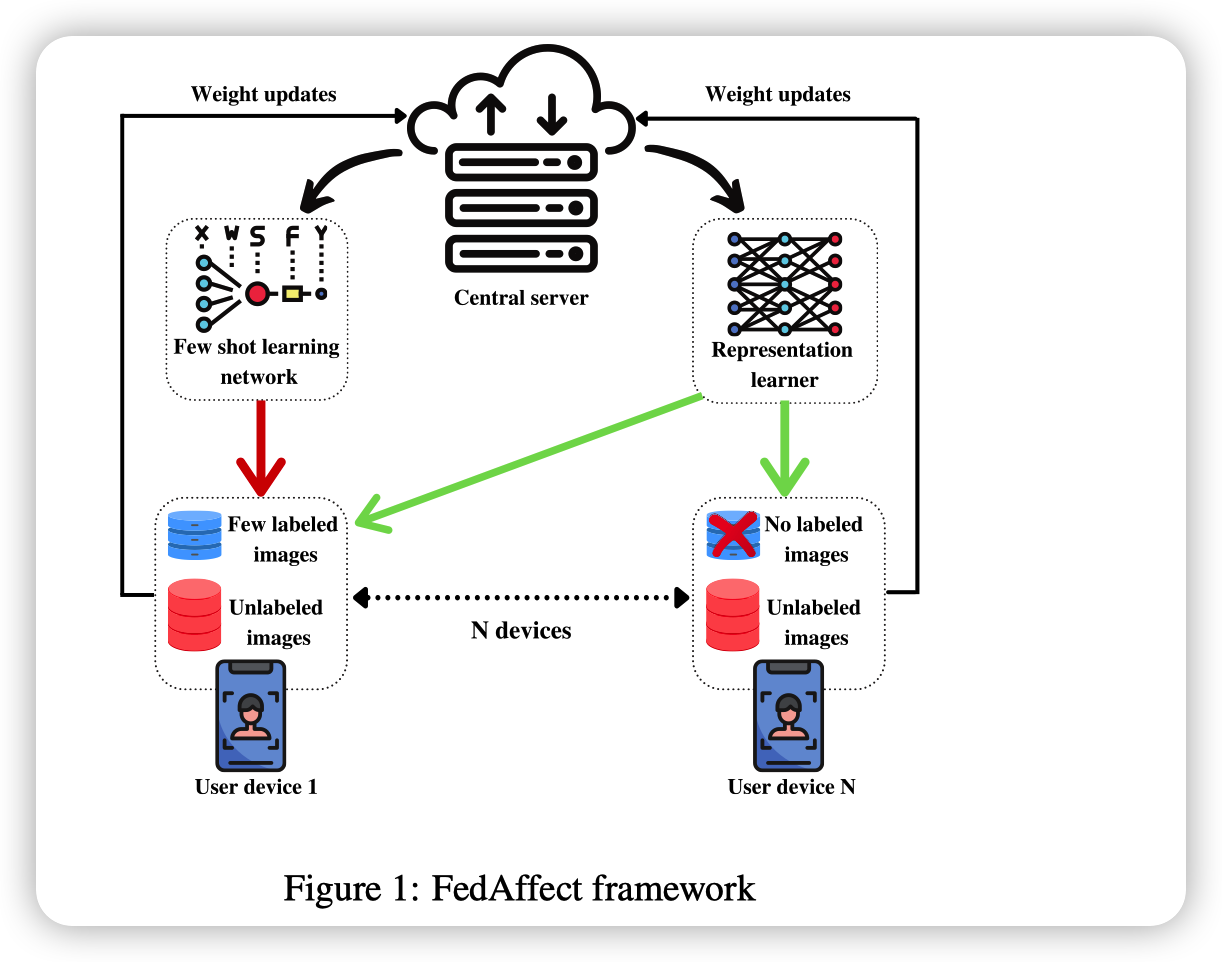 Weight updates
Weight updates
X W S F Y
Central server
Few shot learning
network
Representation
learner
Few labeled
images
No labeled
images
Unlabeled
images
Unlabeled
images
N devices
User device 1
User device N
Figure 1: FedAffect framework